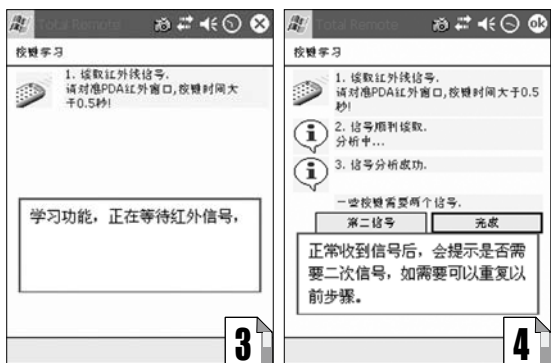 Total Remote
按键学习
1. 读取红外线信号.
请对准PDA红外窗口,按键时间大
于0.5秒!
学习功能，正在等待红外信号，
3
Total Remote
ok
按键学习
1. 读取红外线信号.
请对准PDA红外窗口,按键时间大于0.5
秒!
2. 信号顺利读取.
分析中...
3. 信号分析成功.
一些按键需要两个信号.
第二信号
完成
正常收到信号后，会提示是否需
要二次信号，如需要可以重复以
前步骤。
4